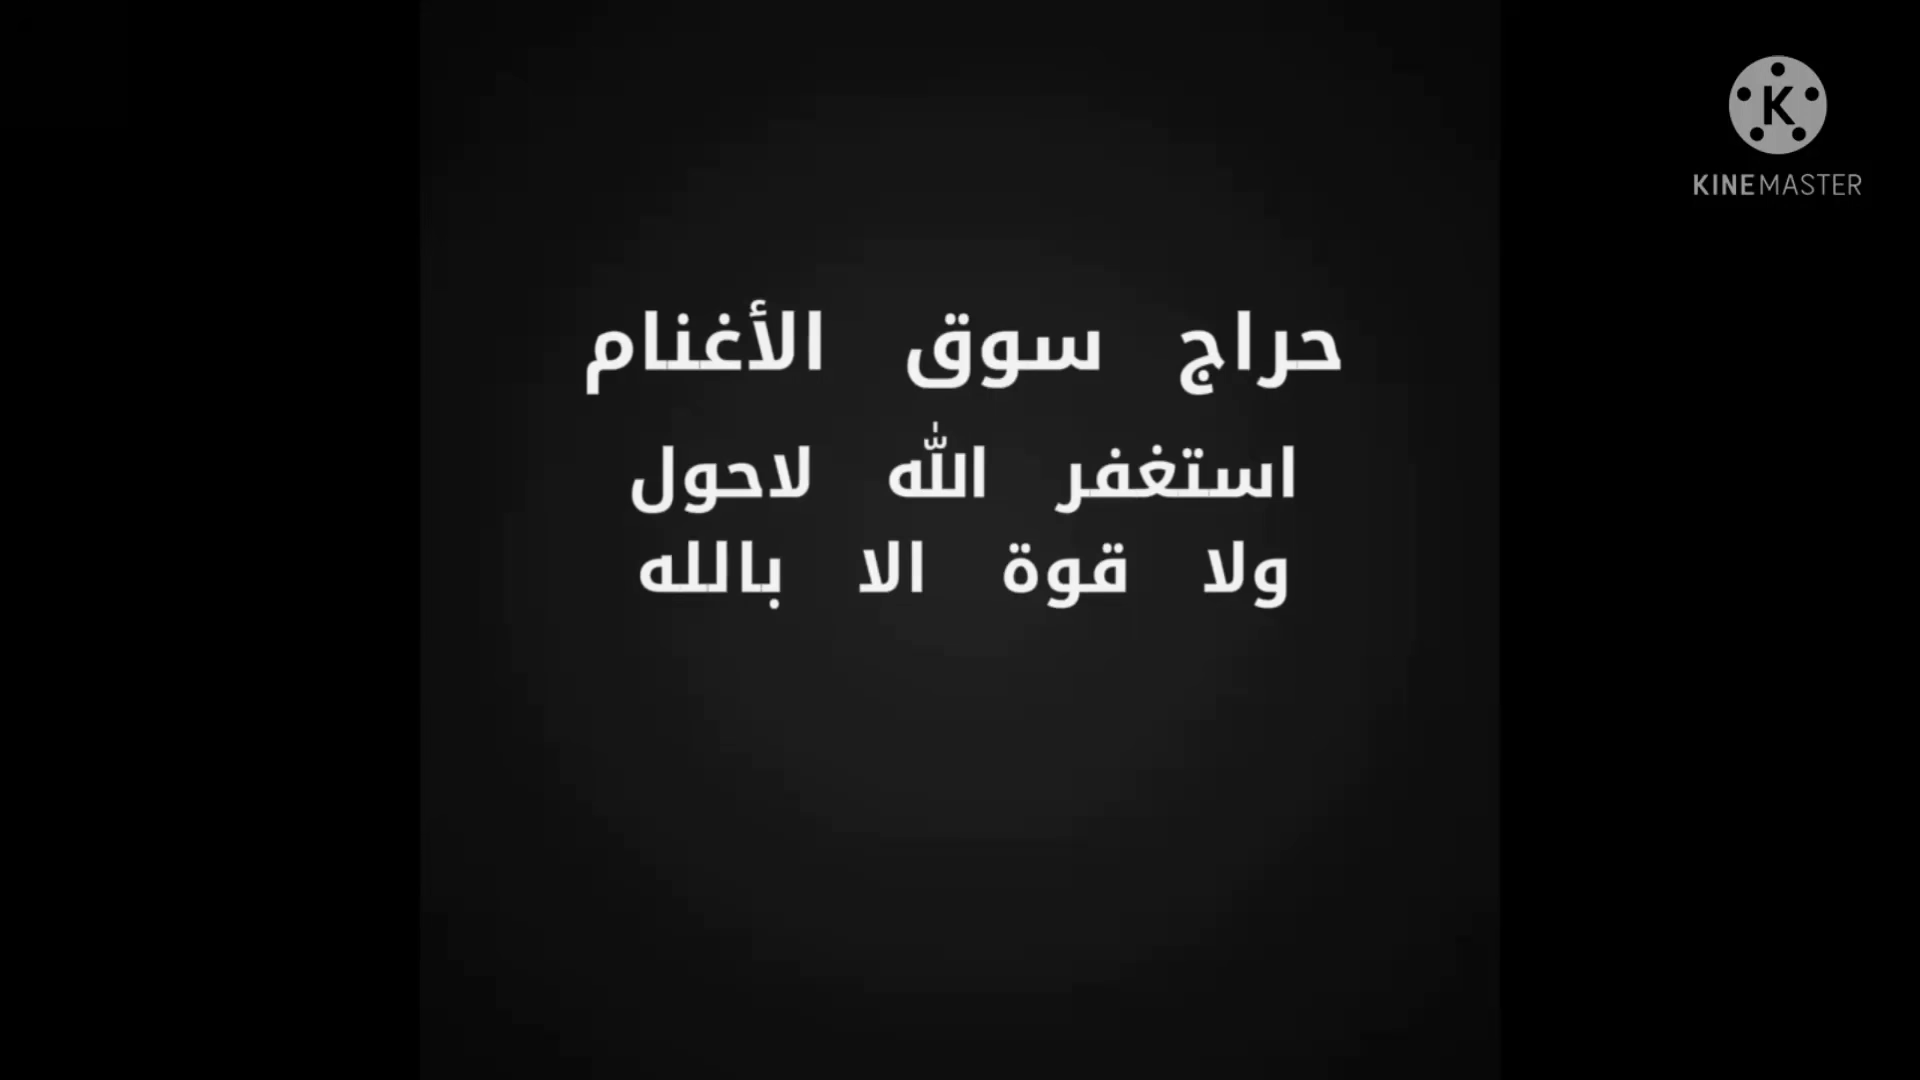 KINEMASTER
حراج سوق الأغنام
استغفر الله لاحول
ولا قوة الا بالله